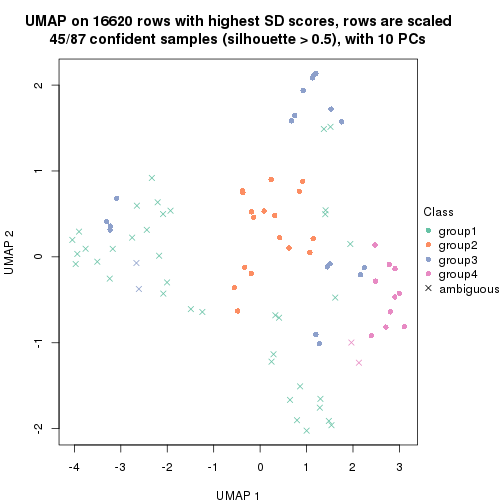 UMAP on 16620 rows with highest SD scores, rows are scaled
45/87 confident samples (silhouette > 0.5), with 10 PCs
2
1
0
-1
-2
UMAP 2
-4
-3
-2
-1
0
1
2
3
UMAP 1
Class
group1
group2
group3
group4
ambiguous